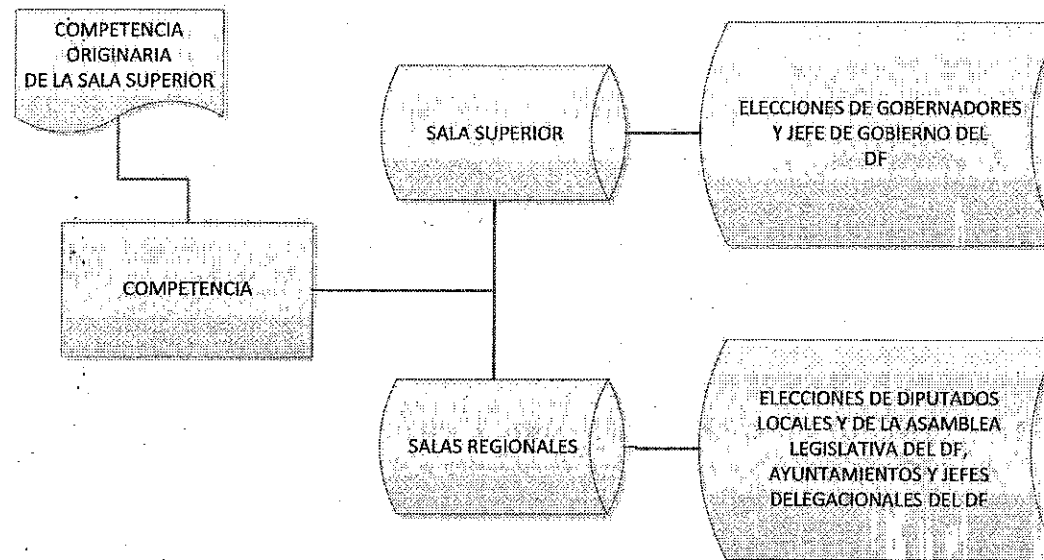 COMPETENCIA
ORIGINARIA
DE LA SALA SUPERIOR
COMPETENCIA
SALA SUPERIOR
ELECCIONES DE GOBERNADORES
Y JEFE DE GOBIERNO DEL
DF
SALAS REGIONALES
ELECCIONES DE DIPUTADOS
LOCALES Y DE LA ASAMBLEA
LEGISLATIVA DEL DF,
AYUNTAMIENTOS Y JEFES
DELEGACIONALES DEL DF